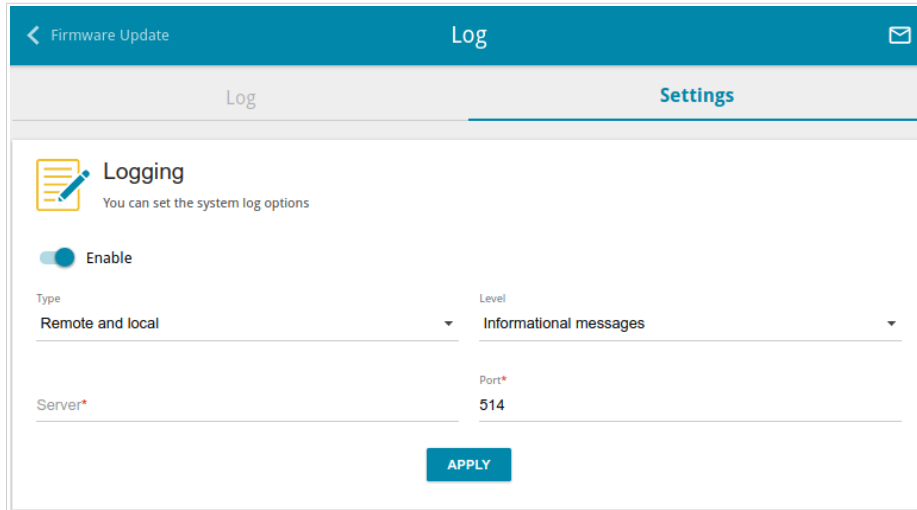 Firmware Update
Log
Log
Settings
Logging
You can set the system log options
Enable
Type
Remote and local
Level
Informational messages
Server*
Port*
514
APPLY